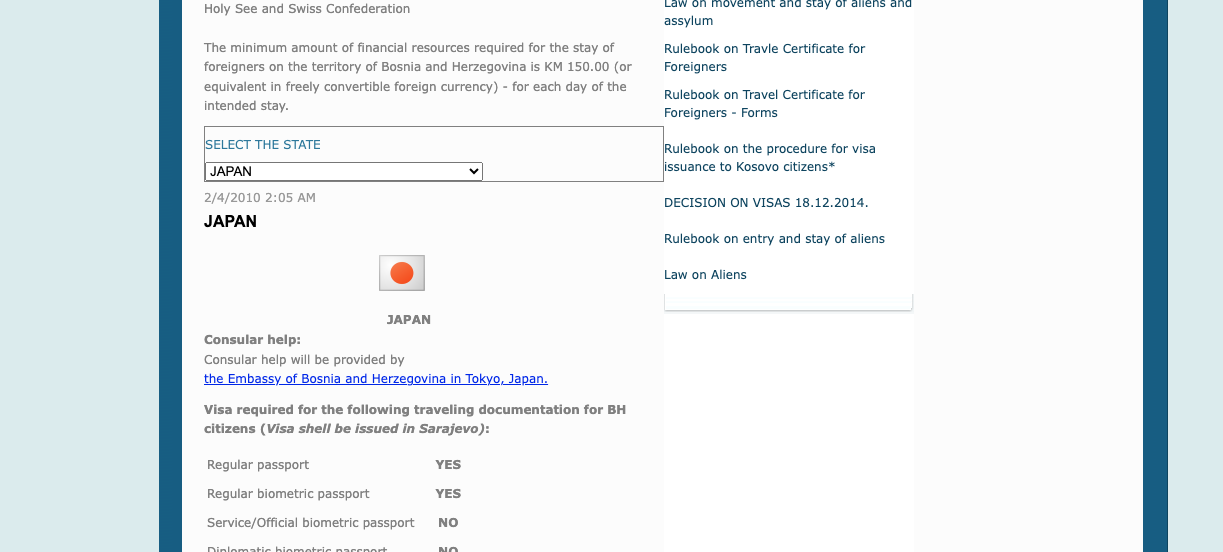 Holy See and Swiss Confederation
The minimum amount of financial resources required for the stay of
foreigners on the territory of Bosnia and Herzegovina is KM 150.00 (or
equivalent in freely convertible foreign currency) - for each day of the
intended stay.
SELECT THE STATE
JAPAN
2/4/2010 2:05 AM
JAPAN
JAPAN
Consular help:
Consular help will be provided by
the Embassy of Bosnia and Herzegovina in Tokyo, Japan.
Visa required for the following traveling documentation for BH
citizens (Visa shell be issued in Sarajevo):
Regular passport YES
Regular biometric passport YES
Service/Official biometric passport NO
Diplomatic biometric passport NO
Law on movement and stay of aliens and
assylum
Rulebook on Travle Certificate for
Foreigners
Rulebook on Travel Certificate for
Foreigners - Forms
Rulebook on the procedure for visa
issuance to Kosovo citizens*
DECISION ON VISAS 18.12.2014.
Rulebook on entry and stay of aliens
Law on Aliens